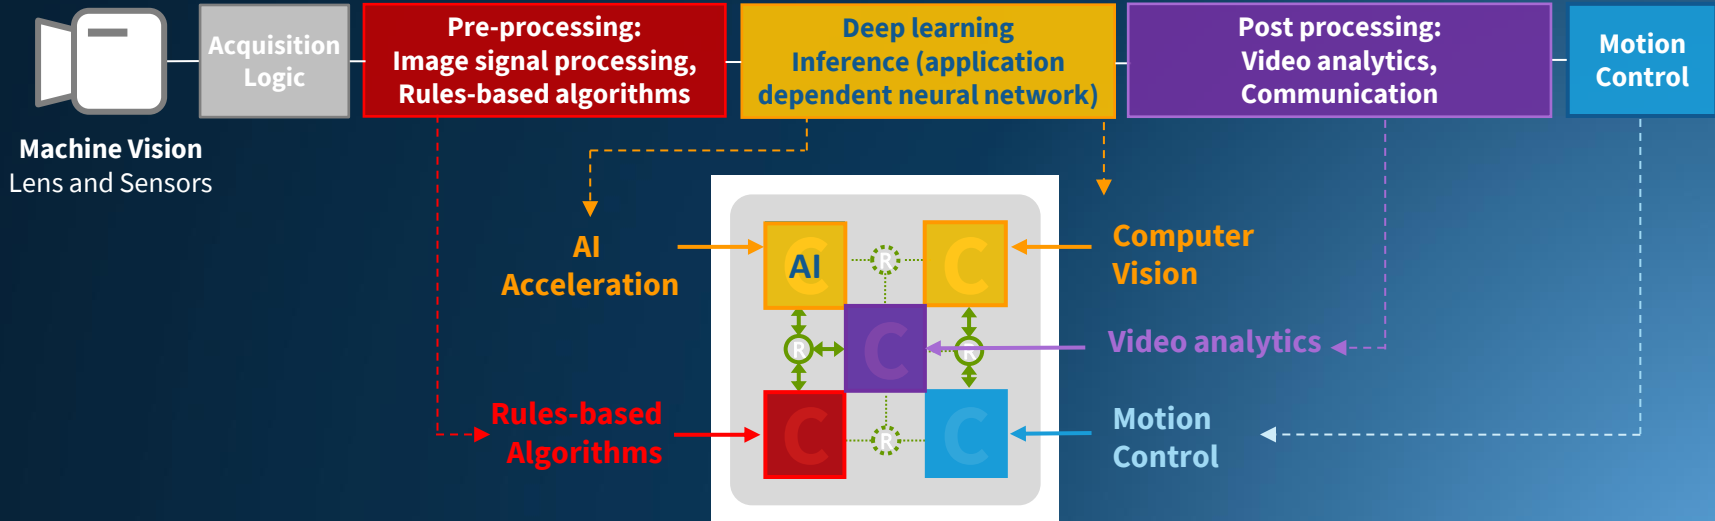 Acquisition
Logic
Pre-processing:
Image signal processing,
Rules-based algorithms
Deep learning
Inference (application
dependent neural network)
Post processing:
Video analytics,
Communication
Motion
Control
Machine Vision
Lens and Sensors
AI
Acceleration
Computer
Vision
Video analytics
Rules-based
Algorithms
Motion
Control
C
AI
C
R
R
C
R
C
R
C